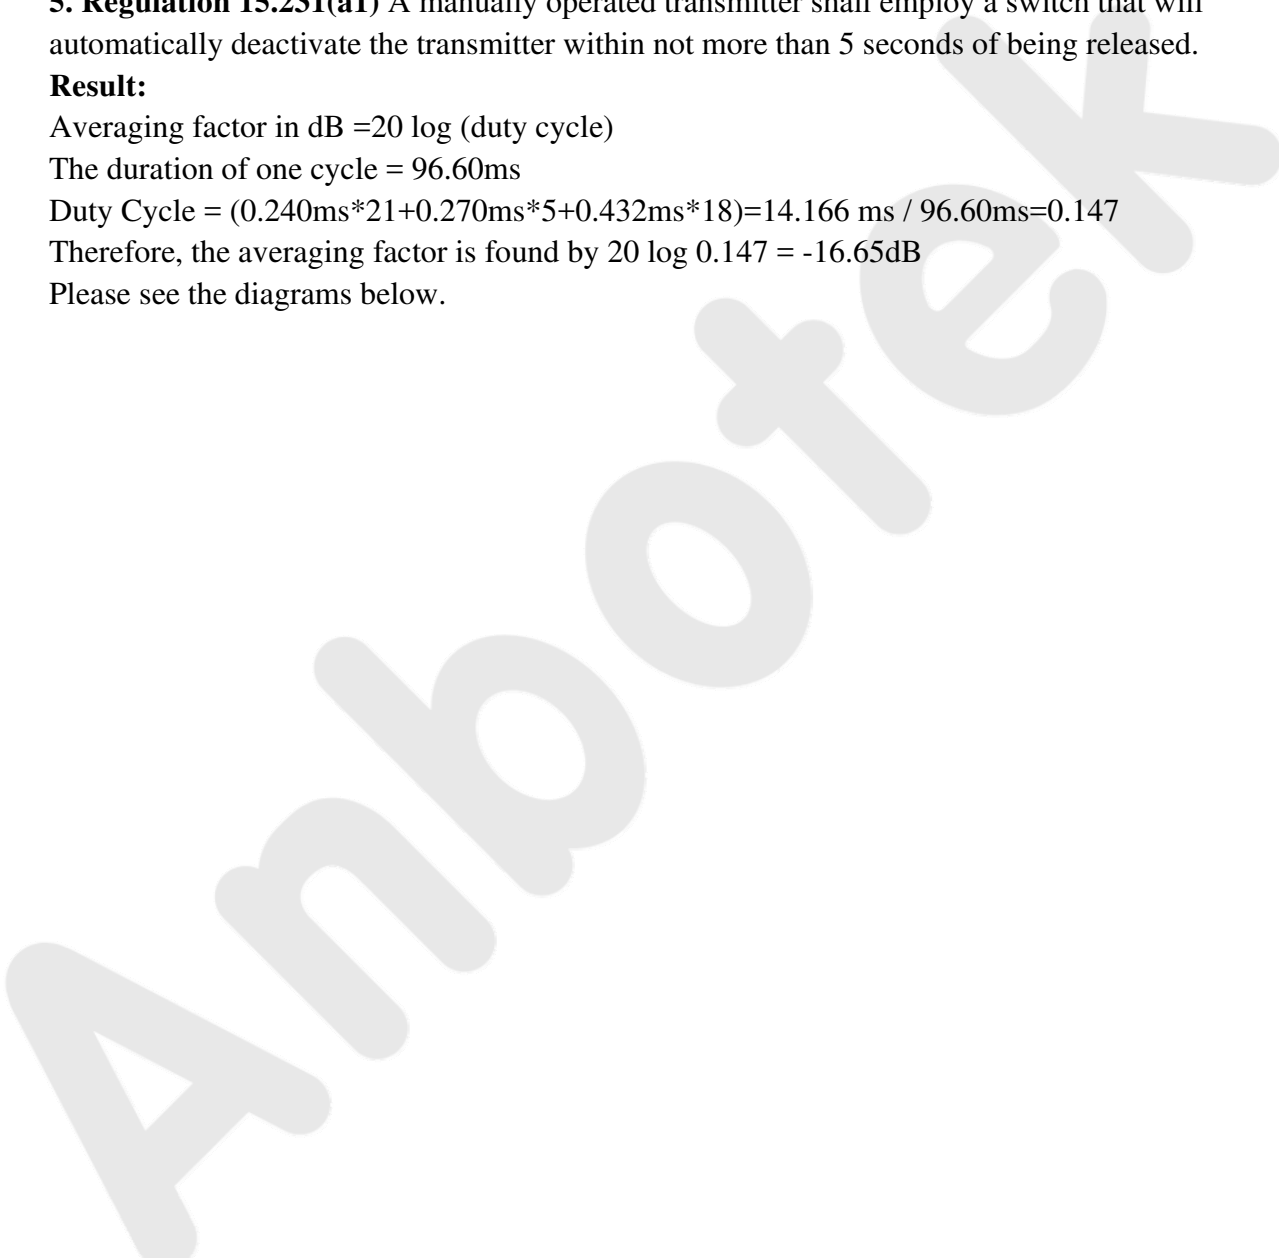 5. Regulation 15.231(a1) A manually operated transmitter shall employ a switch that will
automatically deactivate the transmitter within not more than 5 seconds of being released.
Result:
Averaging factor in dB =20 log (duty cycle)
The duration of one cycle = 96.60ms
Duty Cycle = (0.240ms*21+0.270ms*5+0.432ms*18)=14.166 ms / 96.60ms=0.147
Therefore, the averaging factor is found by 20 log 0.147 = -16.65dB
Please see the diagrams below.
Anbotek